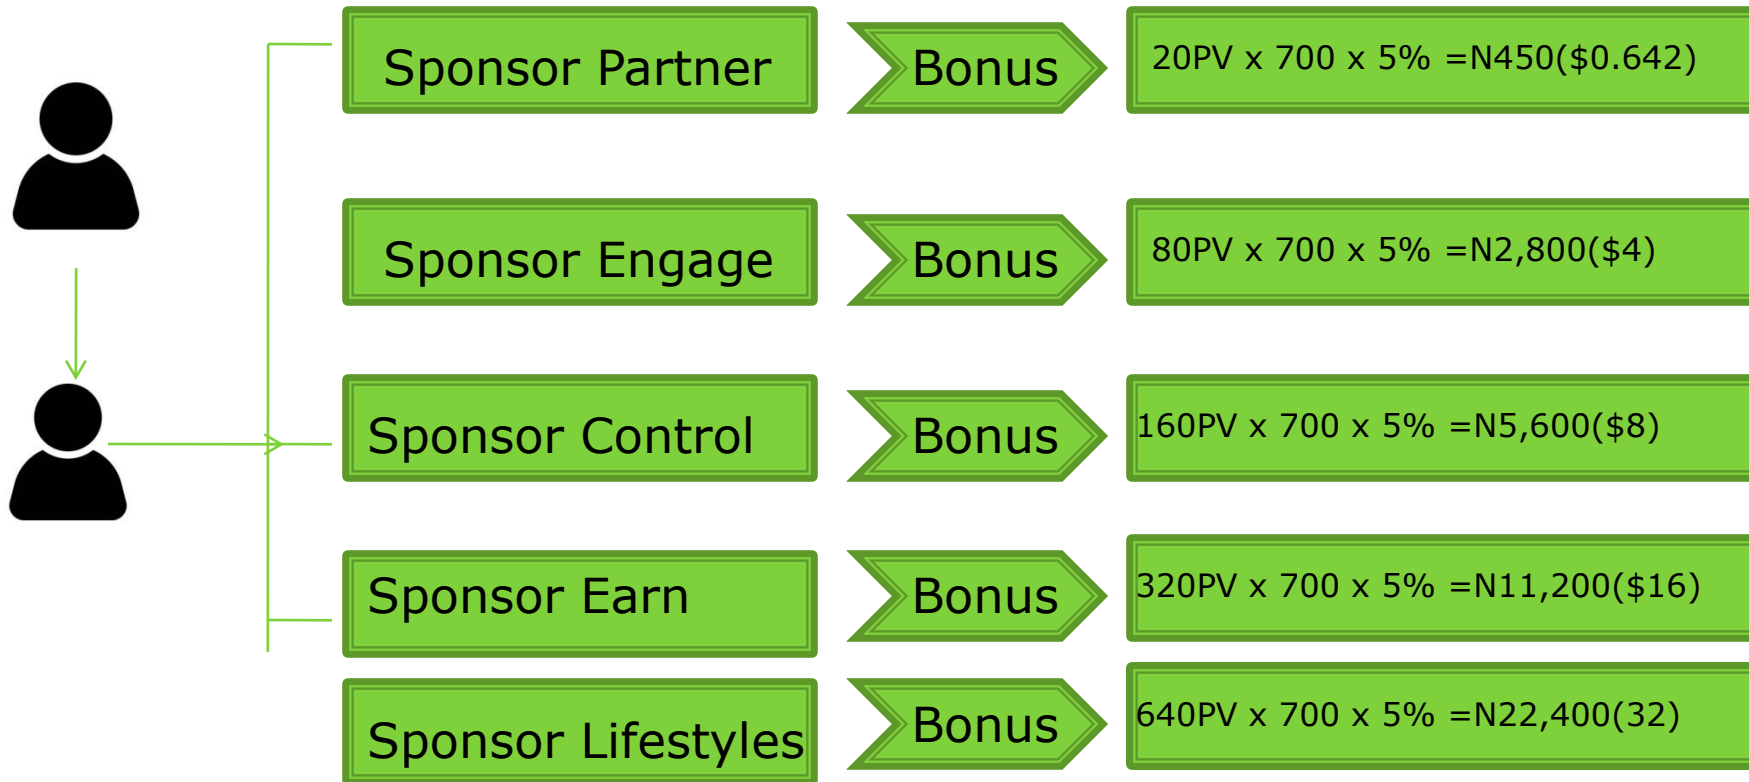 Sponsor Partner
Bonus
20PV x 700 x 5% =N450($0.642)
Sponsor Engage
Bonus
80PV x 700 x 5% =N2,800($4)
Sponsor Control
Bonus
160PV x 700 x 5% =N5,600($8)
Sponsor Earn
Bonus
320PV x 700 x 5% =N11,200($16)
Sponsor Lifestyles
Bonus
640PV x 700 x 5% =N22,400(32)